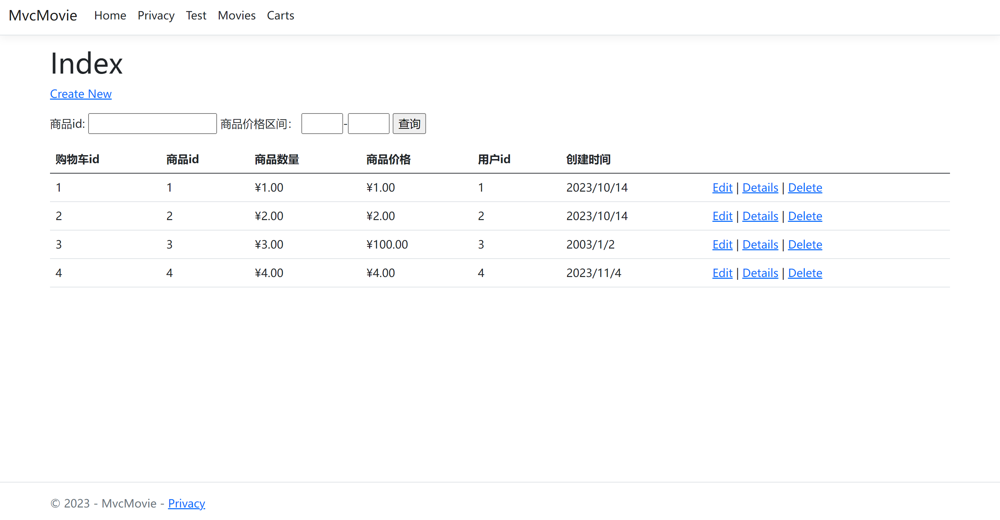 MvcMovie Home Privacy Test Movies Carts
Index
Create New
商品id: 商品价格区间： - 查询
购物车id 商品id 商品数量 商品价格 用户id 创建时间
1 1 ¥1.00 ¥1.00 1 2023/10/14 Edit | Details | Delete
2 2 ¥2.00 ¥2.00 2 2023/10/14 Edit | Details | Delete
3 3 ¥3.00 ¥100.00 3 2003/1/2 Edit | Details | Delete
4 4 ¥4.00 ¥4.00 4 2023/11/4 Edit | Details | Delete
© 2023 - MvcMovie - Privacy